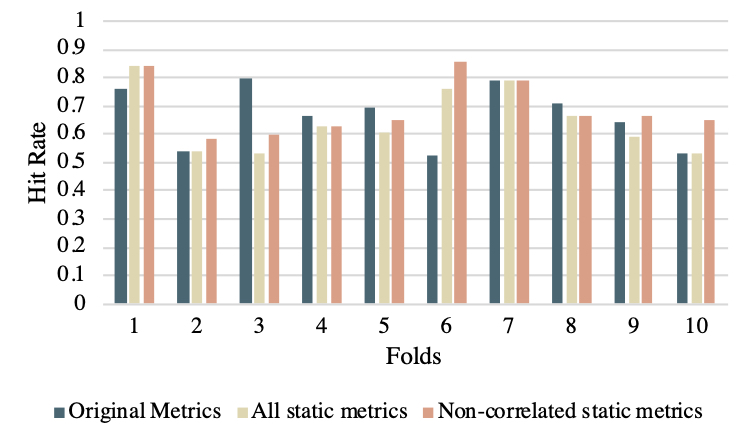 1
0.9
0.8
0.7
0.6
0.5
0.4
0.3
0.2
0.1
0
Hit Rate
1 2 3 4 5 6 7 8 9 10
Folds
Original Metrics All static metrics Non-correlated static metrics